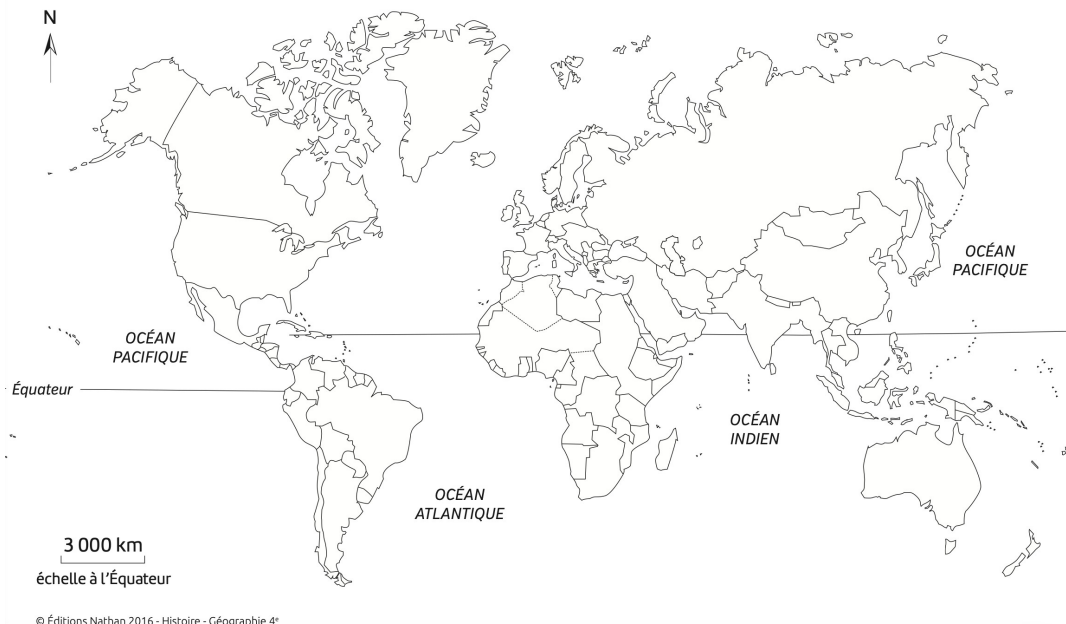 N
OCÉAN
PACIFIQUE
OCÉAN
PACIFIQUE
Équateur
OCÉAN
INDIEN
OCÉAN
ATLANTIQUE
3 000 km
échelle à l'Équateur
© Éditions Nathan 2016 - Histoire - Géographie 4e